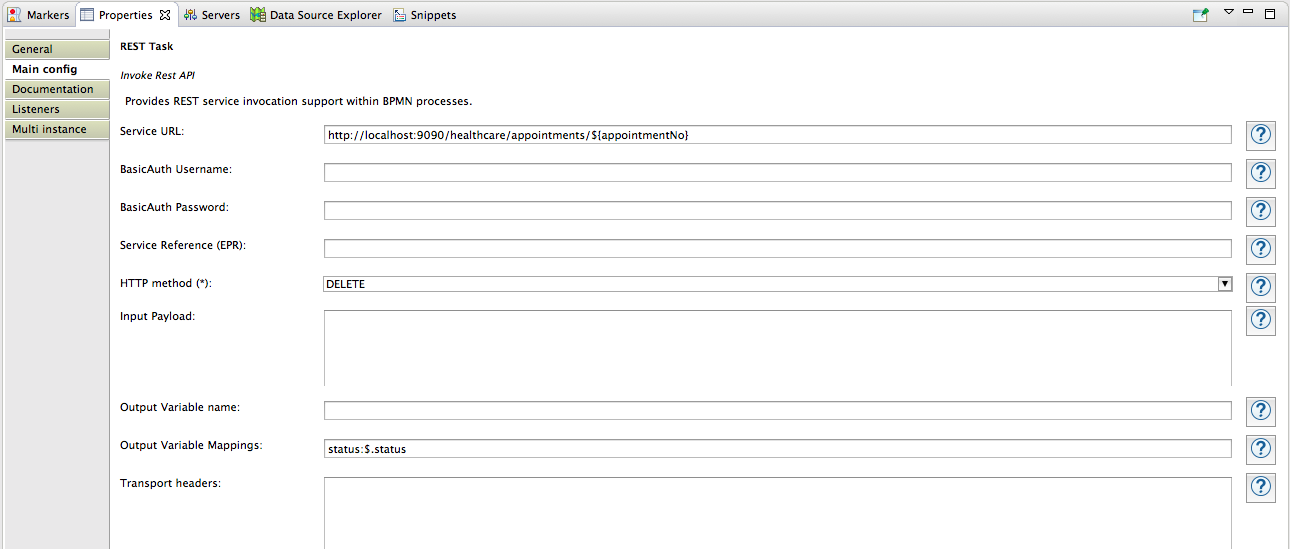 Markers Properties Servers Data Source Explorer Snippets
General
Main config
Documentation
Listeners
Multi instance
REST Task
Invoke Rest API
Provides REST service invocation support within BPMN processes.
Service URL: http://localhost:9090/healthcare/appointments/${appointmentNo} ?
BasicAuth Username: ?
BasicAuth Password: ?
Service Reference (EPR): ?
HTTP method (*): DELETE ?
Input Payload: ?
Output Variable name: ?
Output Variable Mappings: status:$.status ?
Transport headers: ?